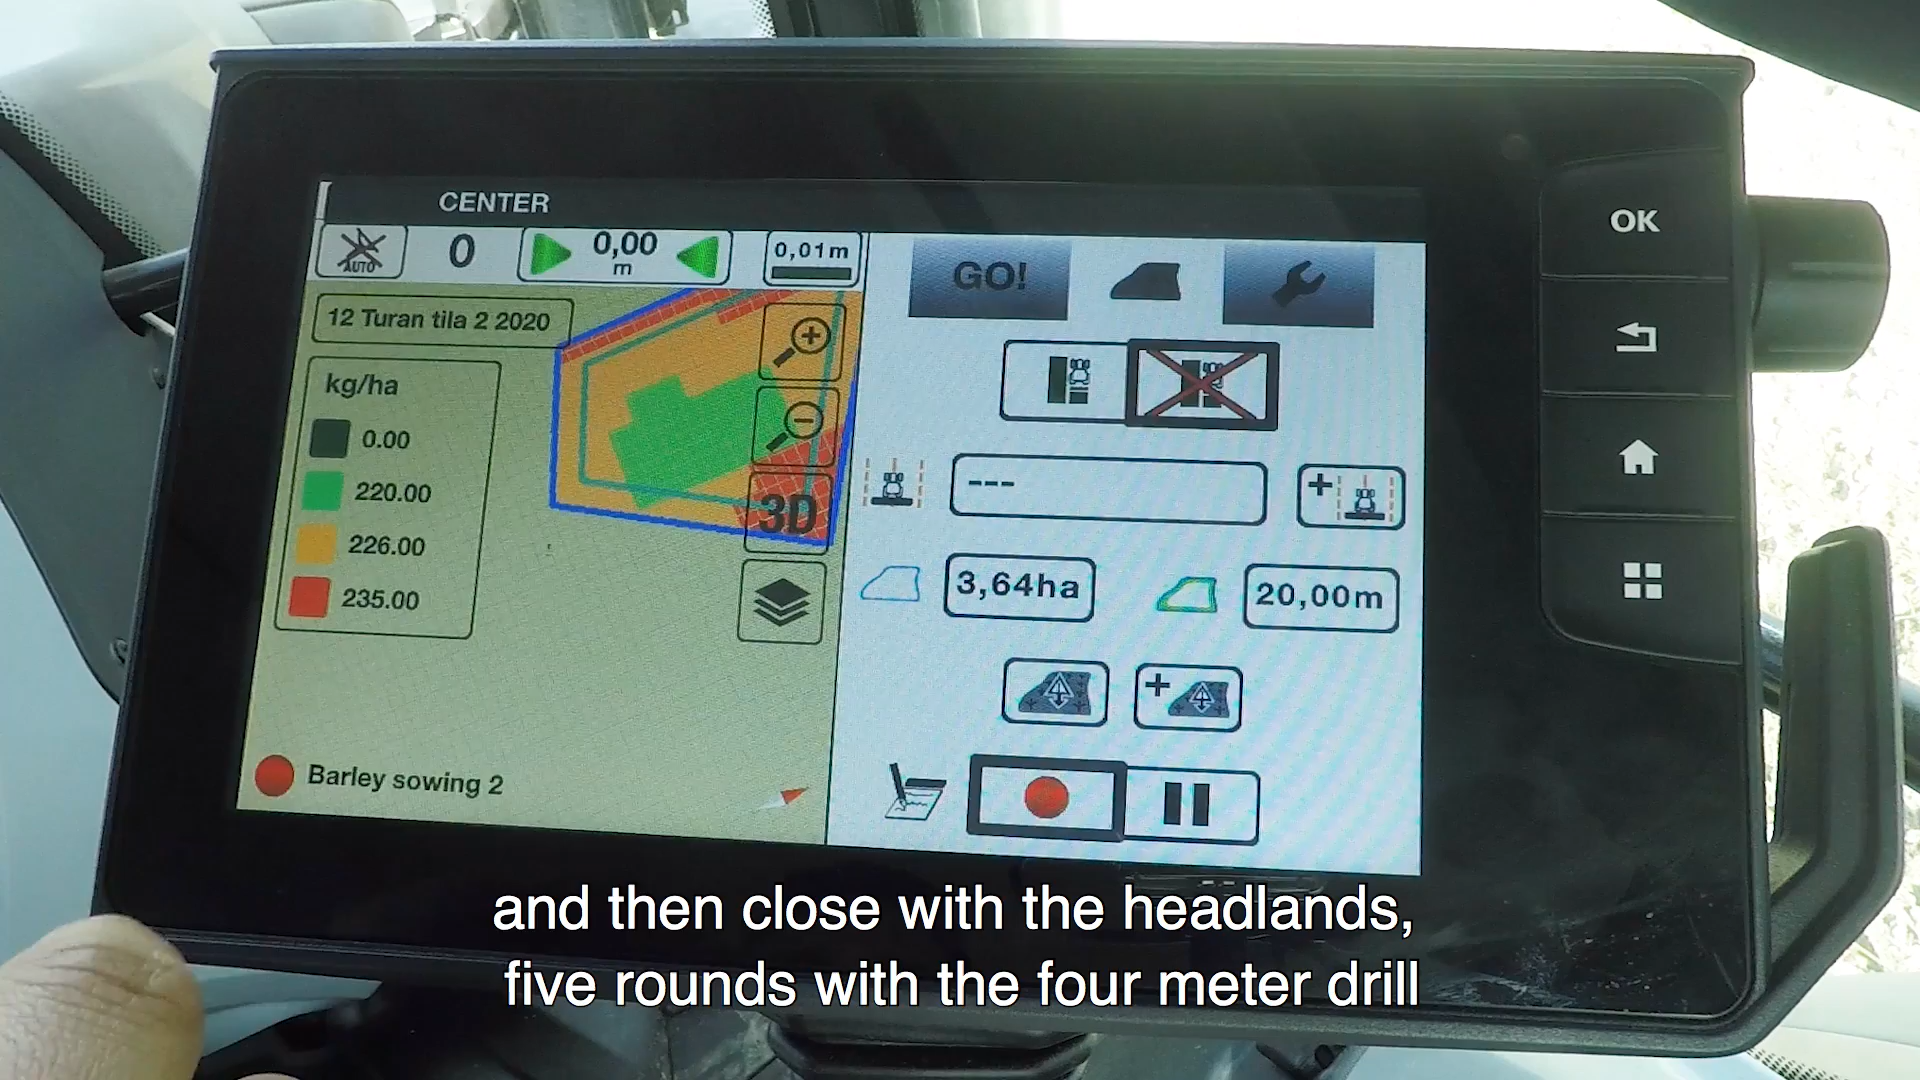 CENTER
AUTO
0
0,00
m
0,01m
GO!
12 Turan tila 2 2020
kg/ha
0.00
220.00
226.00
235.00
3D
---
3,64ha
20,00m
Barley sowing 2
OK
and then close with the headlands,
five rounds with the four meter drill